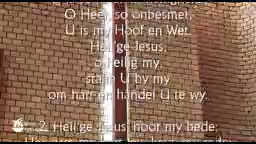 O Heer, so onbesmet,
U is my Hoof en Wet.
Heil'ge Jesus,
o heilig my
staan U by my
om hart en handel U te wy.
2. Heil'ge Jesus, hoor my bede: